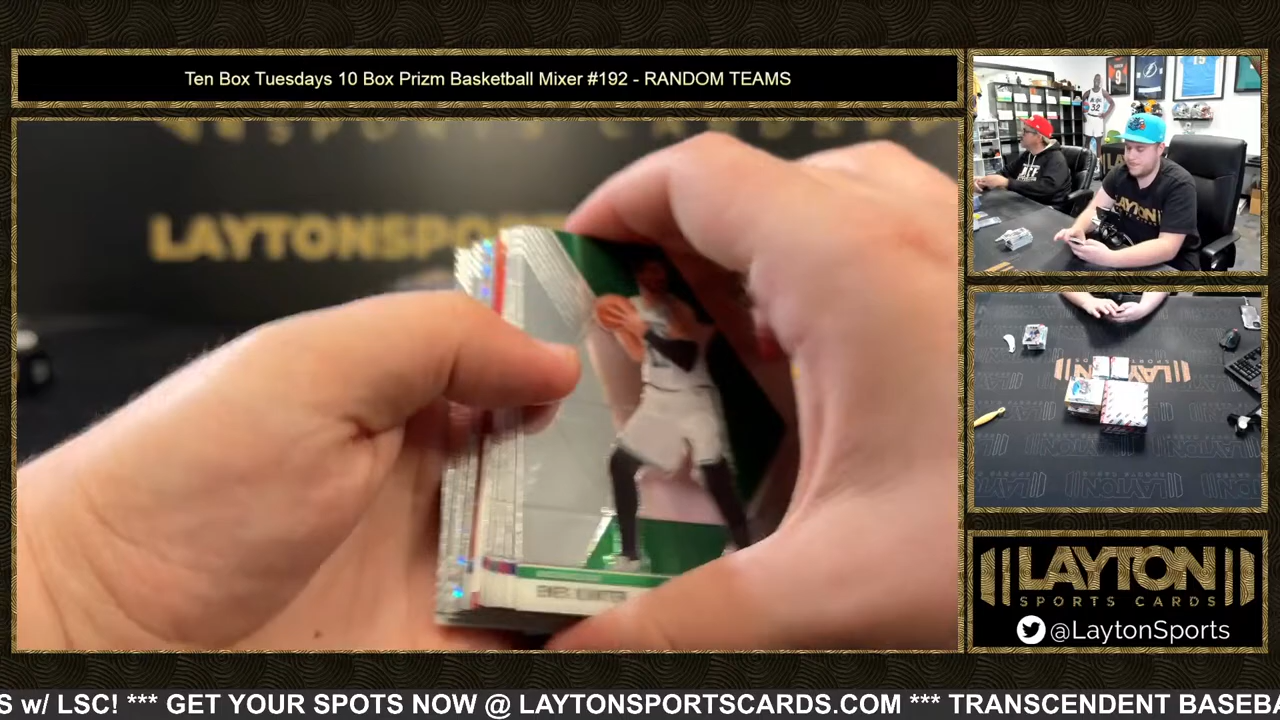 Ten Box Tuesdays 10 Box Prizm Basketball Mixer #192 - RANDOM TEAMS
LAYTONSPORTS
LAYTON
SPORTS CARDS
@LaytonSports
S w/ LSC! *** GET YOUR SPOTS NOW @ LAYTONSPORTSCARDS.COM *** TRANSCENDENT BASEBA